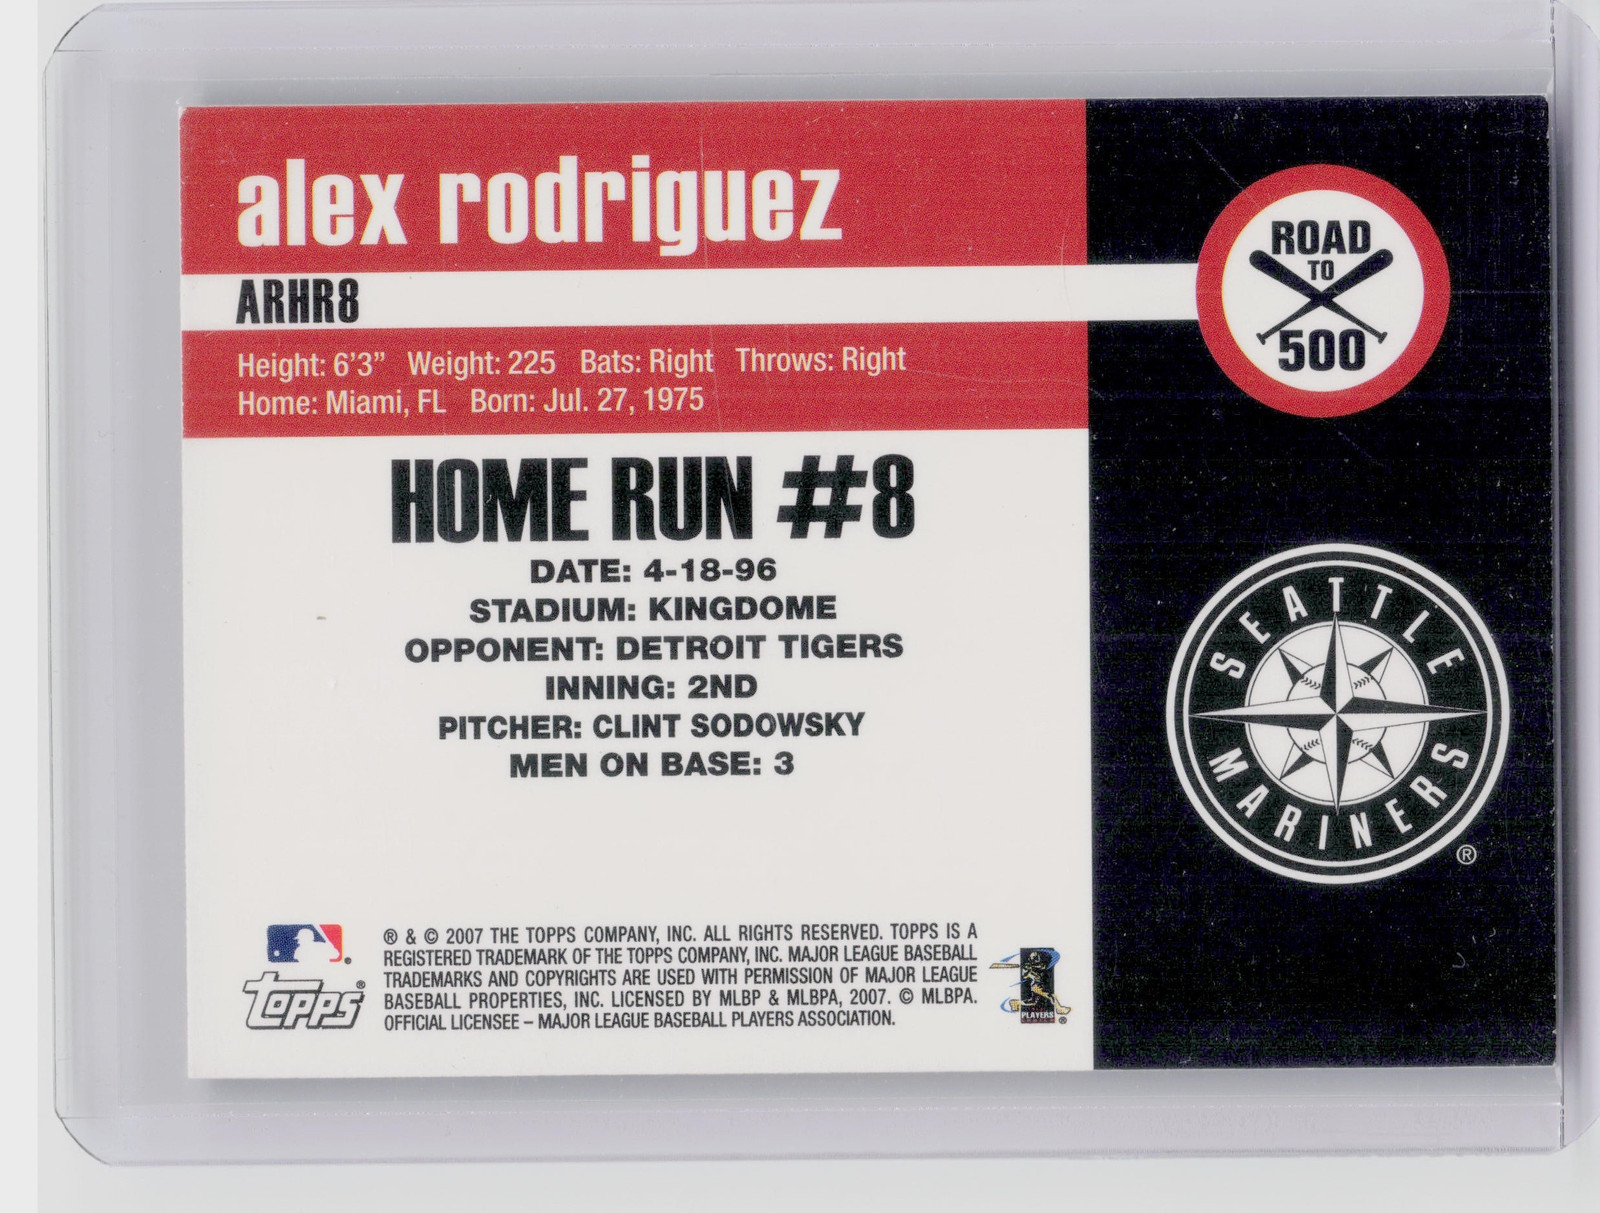 alex rodriguez
ARHR8
Height: 6'3" Weight: 225 Bats: Right Throws: Right
Home: Miami, FL Born: Jul. 27, 1975
ROAD
TO
500
HOME RUN #8
DATE: 4-18-96
STADIUM: KINGDOME
OPPONENT: DETROIT TIGERS
INNING: 2ND
PITCHER: CLINT SODOWSKY
MEN ON BASE: 3
SEATTLE
MARINERS
®
® & © 2007 THE TOPPS COMPANY, INC. ALL RIGHTS RESERVED. TOPPS IS A
REGISTERED TRADEMARK OF THE TOPPS COMPANY, INC. MAJOR LEAGUE BASEBALL
TRADEMARKS AND COPYRIGHTS ARE USED WITH PERMISSION OF MAJOR LEAGUE
BASEBALL PROPERTIES, INC. LICENSED BY MLBP & MLBPA, 2007. © MLBPA.
OFFICIAL LICENSEE – MAJOR LEAGUE BASEBALL PLAYERS ASSOCIATION.
Topps®
PLAYERS
®